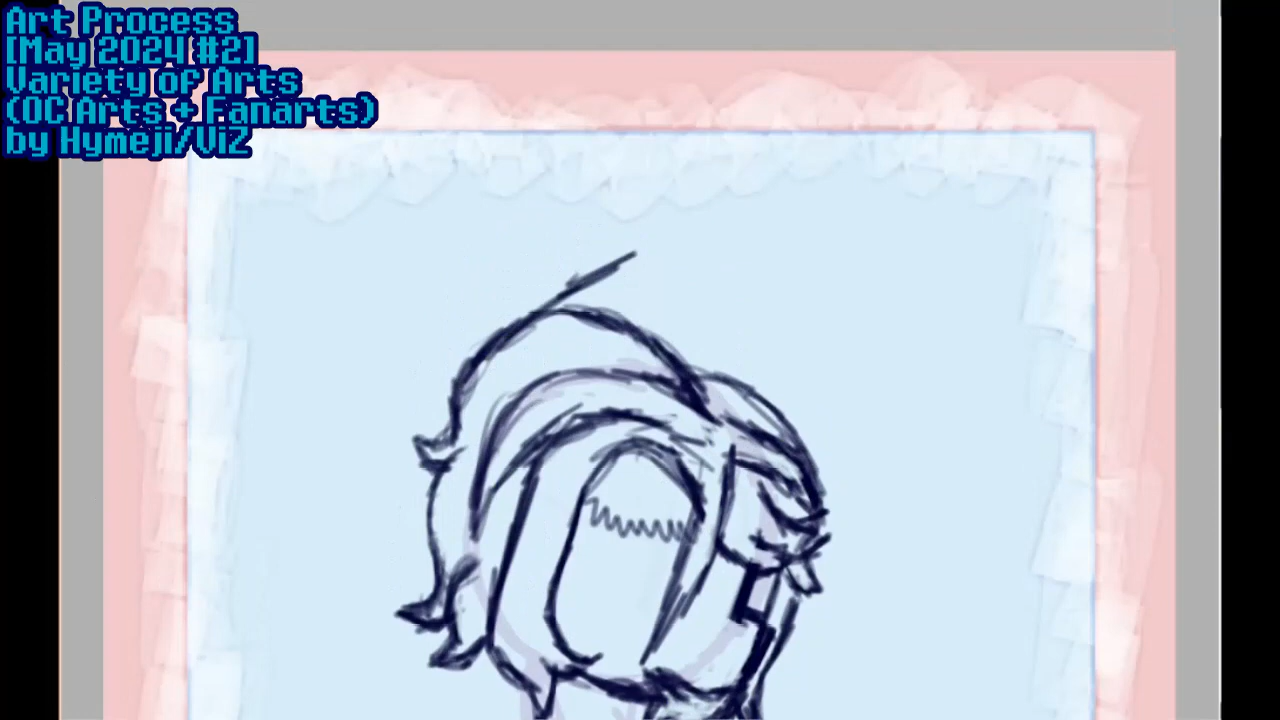 Art Process
[May 2024 #2]
Variety of Arts
(OC Arts + Fanarts)
by Hymeji/ViZ